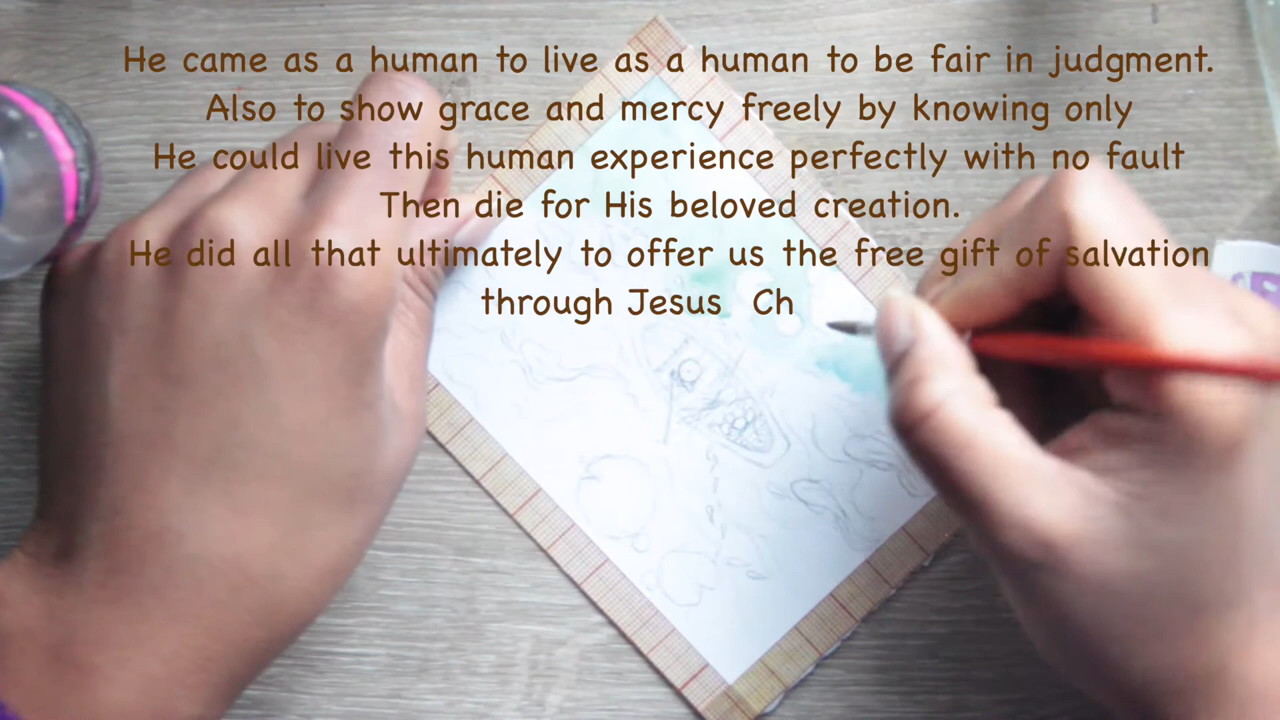 He came as a human to live as a human to be fair in judgment.
Also to show grace and mercy freely by knowing only
He could live this human experience perfectly with no fault
Then die for His beloved creation.
He did all that ultimately to offer us the free gift of salvation
through Jesus Ch